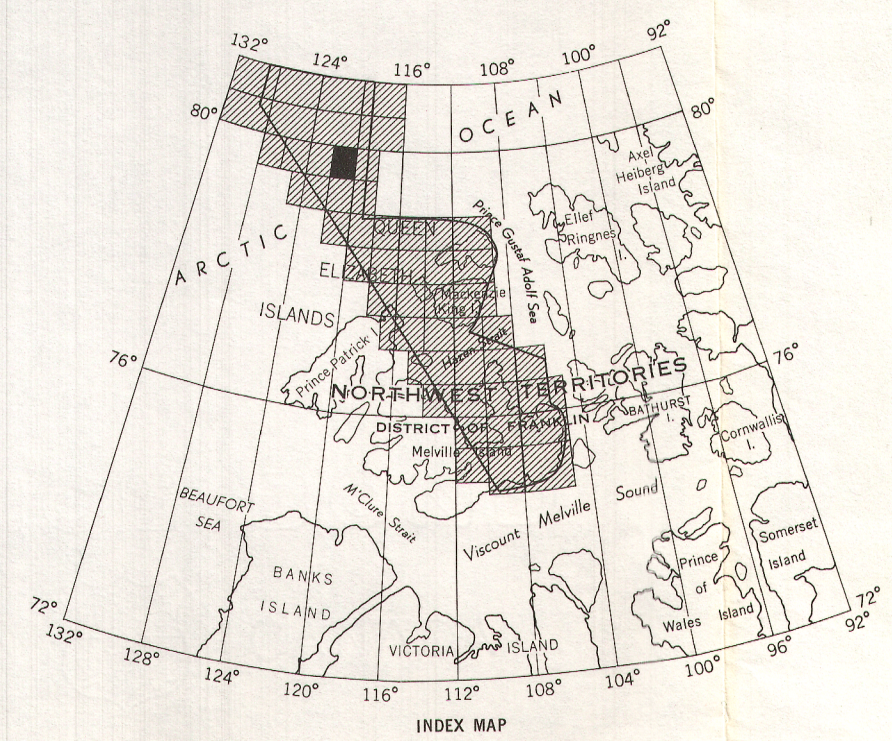 132°
124°
116°
108°
100°
92°
80°
80°
OCEAN
Axel
Heiberg
Island
Ellef
Ringnes
I.
Prince Gustaf Adolf Sea
QUEEN
ELIZABETH
ISLANDS
ARCTIC
Mackenzie
King I.
Hazen Strait
Prince Patrick I.
76°
76°
NORTHWEST TERRITORIES
DISTRICT OF FRANKLIN
BATHURST
I.
Cornwallis
I.
Melville Island
M'Clure Strait
BEAUFORT
SEA
Viscount Melville Sound
Somerset
Island
BANKS
ISLAND
Prince
of
Wales Island
VICTORIA ISLAND
72°
72°
132°
128°
124°
120°
116°
112°
108°
104°
100°
96°
92°
INDEX MAP